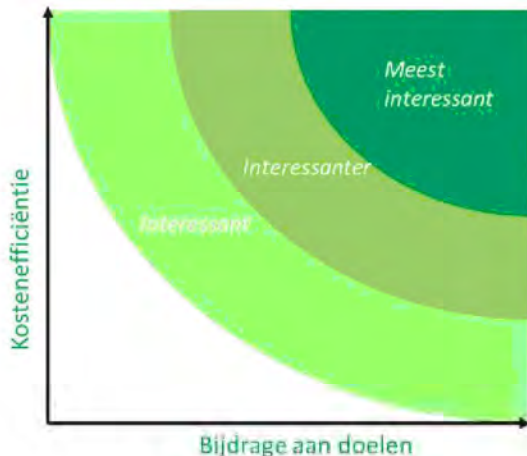 Meest
interessant
Interessanter
Interessant
Kostenefficiëntie
Bijdrage aan doelen